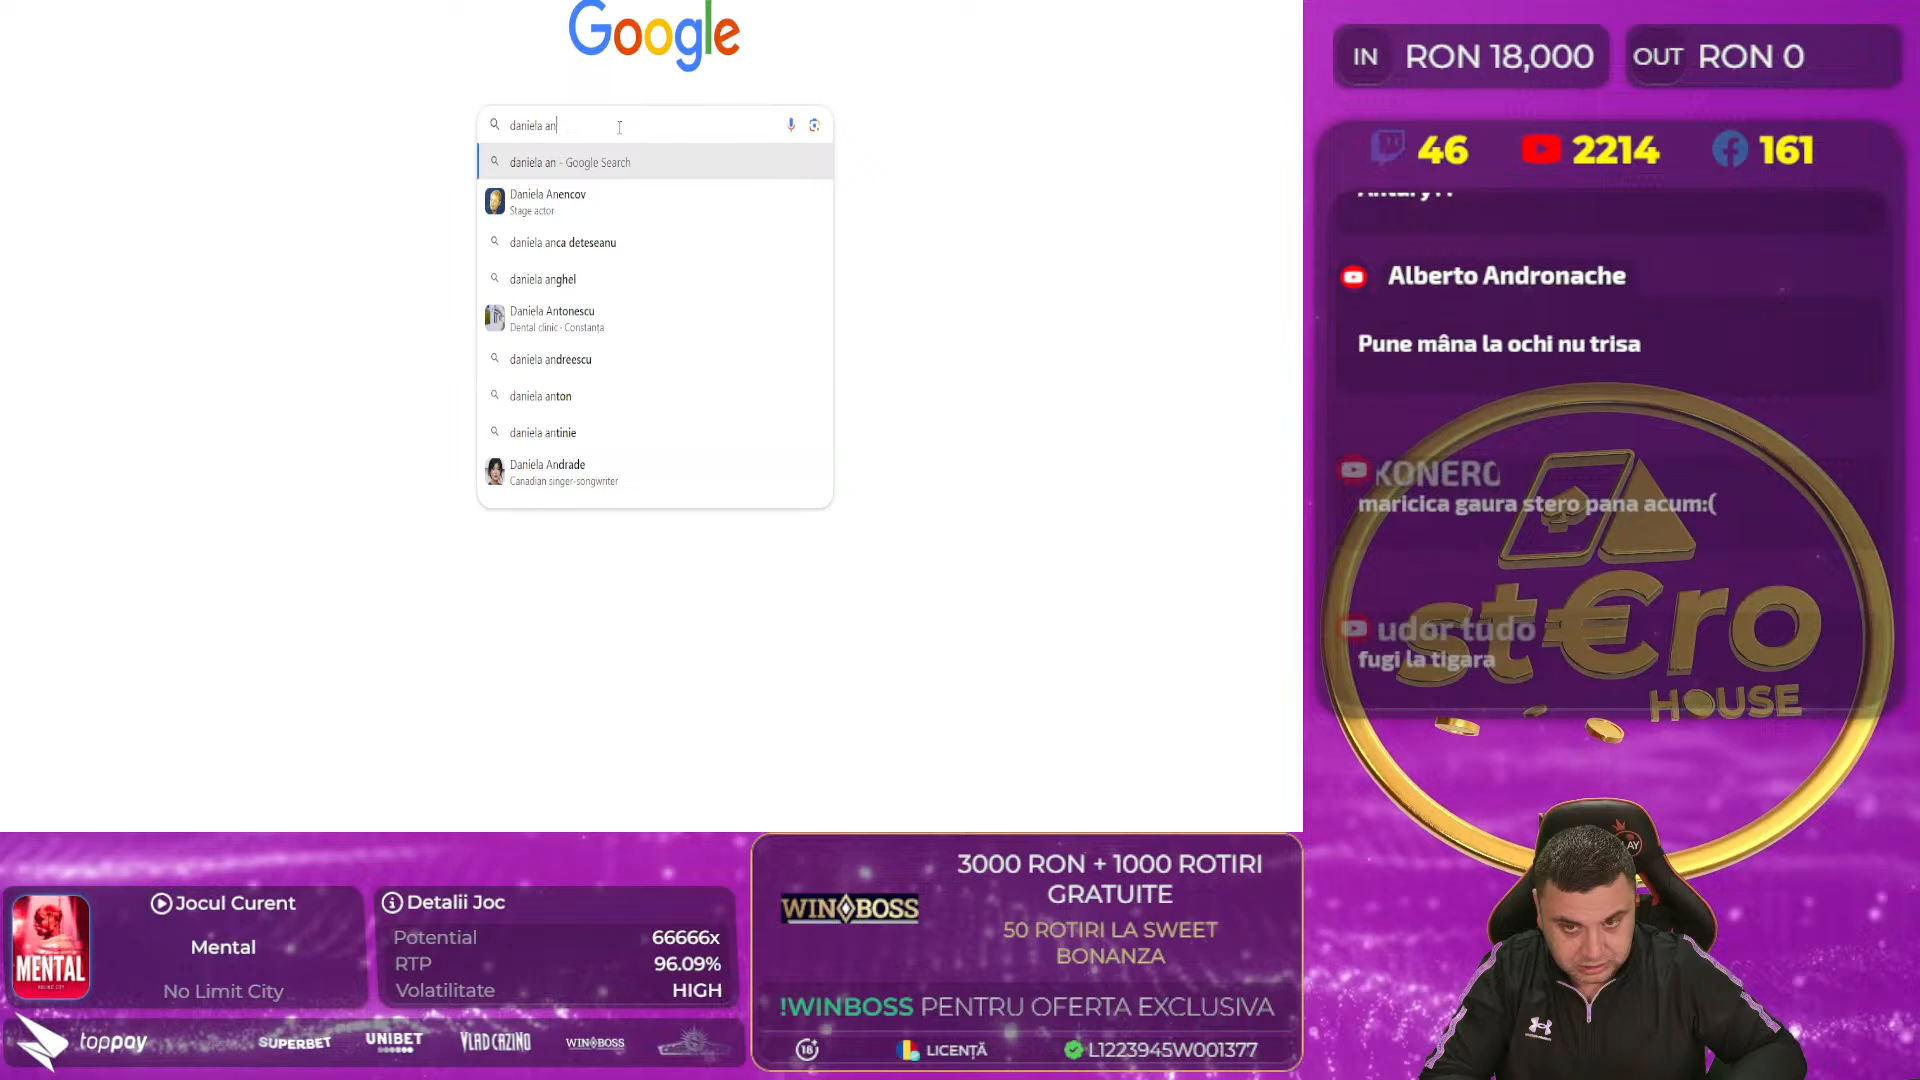 Google
daniela an
daniela an - Google Search
Daniela Anencov
Stage actor
daniela anca deteseanu
daniela anghel
Daniela Antonescu
Dental clinic - Constanța
daniela andreescu
daniela anton
daniela antinie
Daniela Andrade
Canadian singer-songwriter
IN RON 18,000 OUT RON 0
46 2214 161
Alberto Andronache
Pune mâna la ochi nu trisa
KONERO
maricica gaura stero pana acum:(
udor tudo
fugi la tigara
st€ro
HOUSE
Jocul Curent
Mental
No Limit City
MENTAL
Detalii Joc
Potential 66666x
RTP 96.09%
Volatilitate HIGH
toppay SUPERBET UNIBET VLAD CAZINO WINBOSS
WINBOSS
3000 RON + 1000 ROTIRI
GRATUITE
50 ROTIRI LA SWEET
BONANZA
!WINBOSS PENTRU OFERTA EXCLUSIVA
18+ LICENȚĂ L1223945W001377